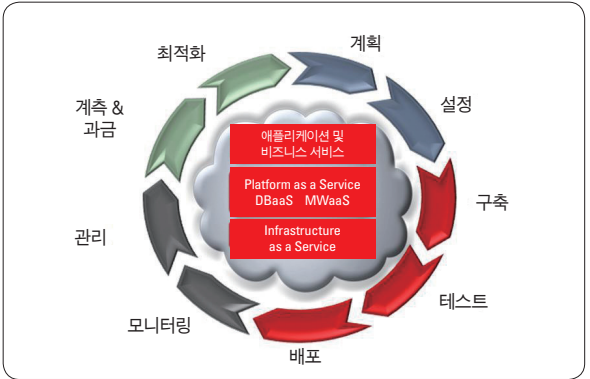 계획
최적화
설정
계측 &
과금
애플리케이션 및
비즈니스 서비스
Platform as a Service
DBaaS MWaaS
구축
Infrastructure
as a Service
관리
테스트
모니터링
배포